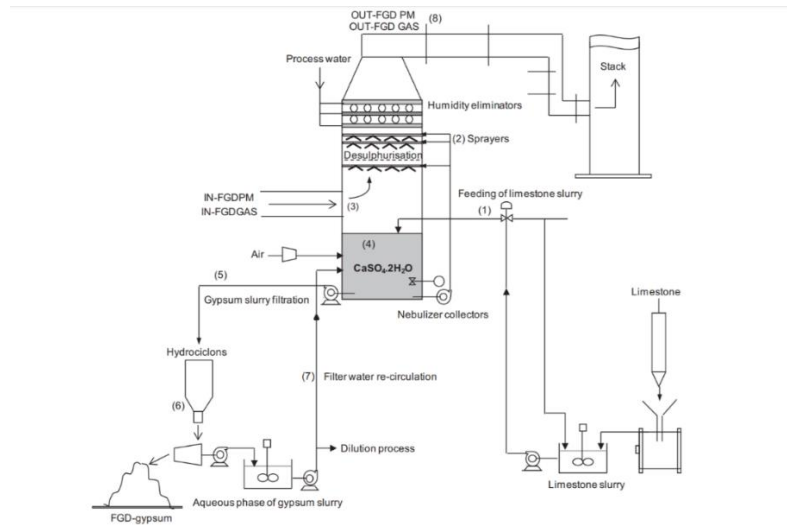 OUT-FGD PM
OUT-FGD GAS
(8)
Process water
Stack
Humidity eliminators
(2) Sprayers
Desulphurisation
IN-FGDPM
IN-FGDGAS
(3)
Feeding of limestone slurry
(1)
(4)
Air
CaSO₄.2H₂O
(5)
Gypsum slurry filtration
Nebulizer collectors
Limestone
Hydrociclons
(7) Filter water re-circulation
(6)
Dilution process
Limestone slurry
Aqueous phase of gypsum slurry
FGD-gypsum